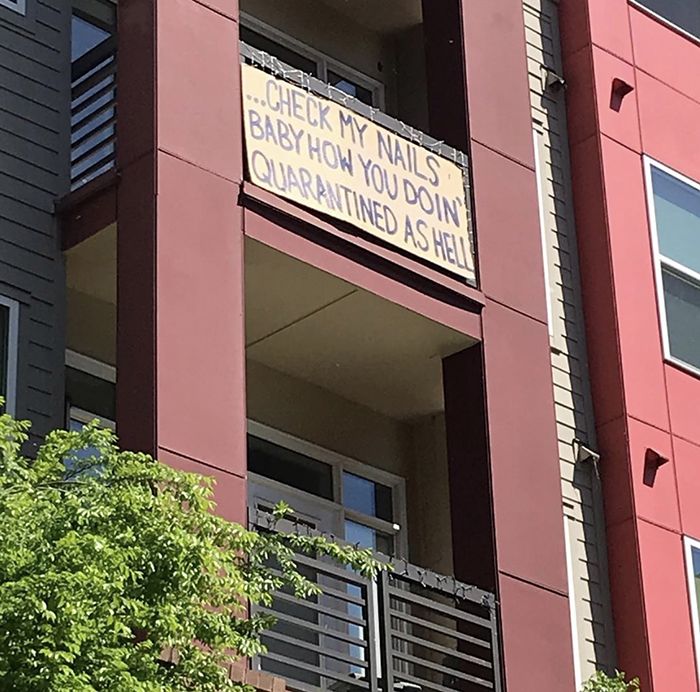 ...CHECK MY NAILS
BABY HOW YOU DOIN'
QUARANTINED AS HELL